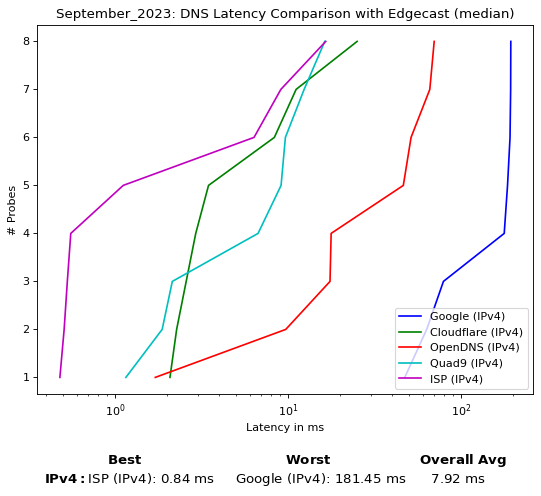 September_2023: DNS Latency Comparison with Edgecast (median)
# Probes
8
7
6
5
4
3
2
1
Google (IPv4)
Cloudflare (IPv4)
OpenDNS (IPv4)
Quad9 (IPv4)
ISP (IPv4)
10⁰ 10¹ 10²
Latency in ms
Best Worst Overall Avg
IPv4: ISP (IPv4): 0.84 ms Google (IPv4): 181.45 ms 7.92 ms